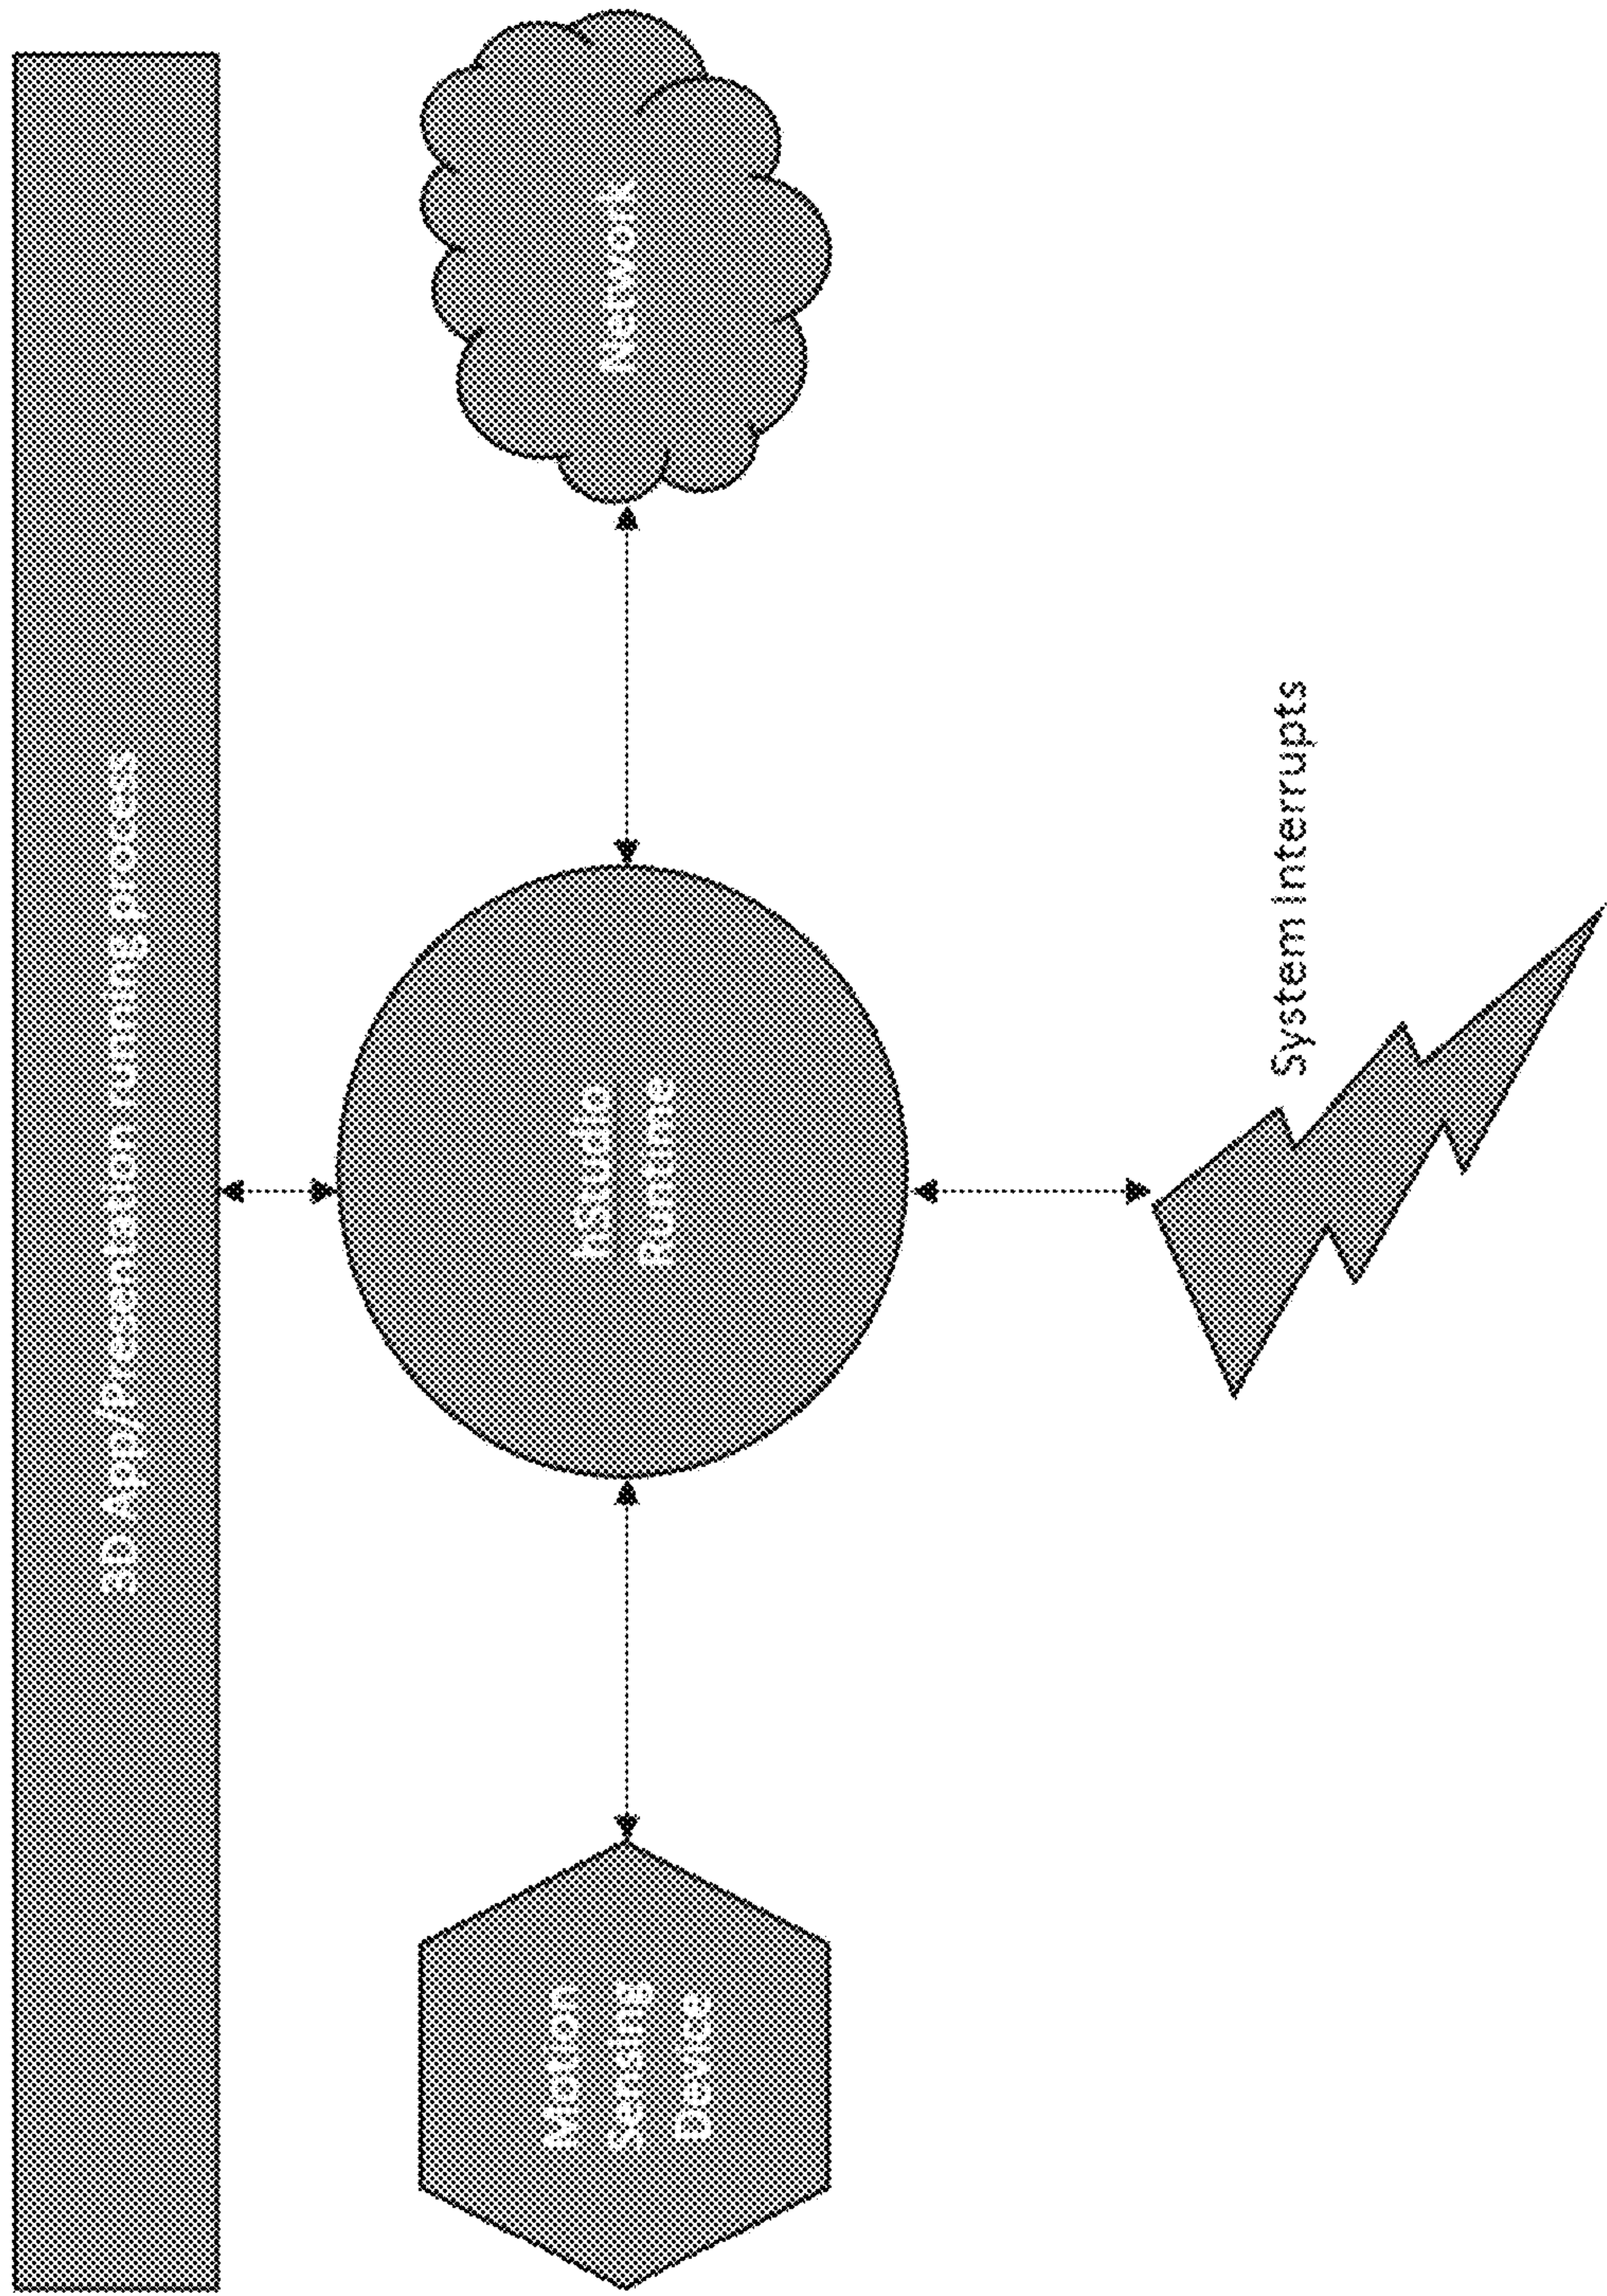 3D App/Presentation running process
Motion
Sensing
Device
hStudio
Runtime
Network
System Interrupts